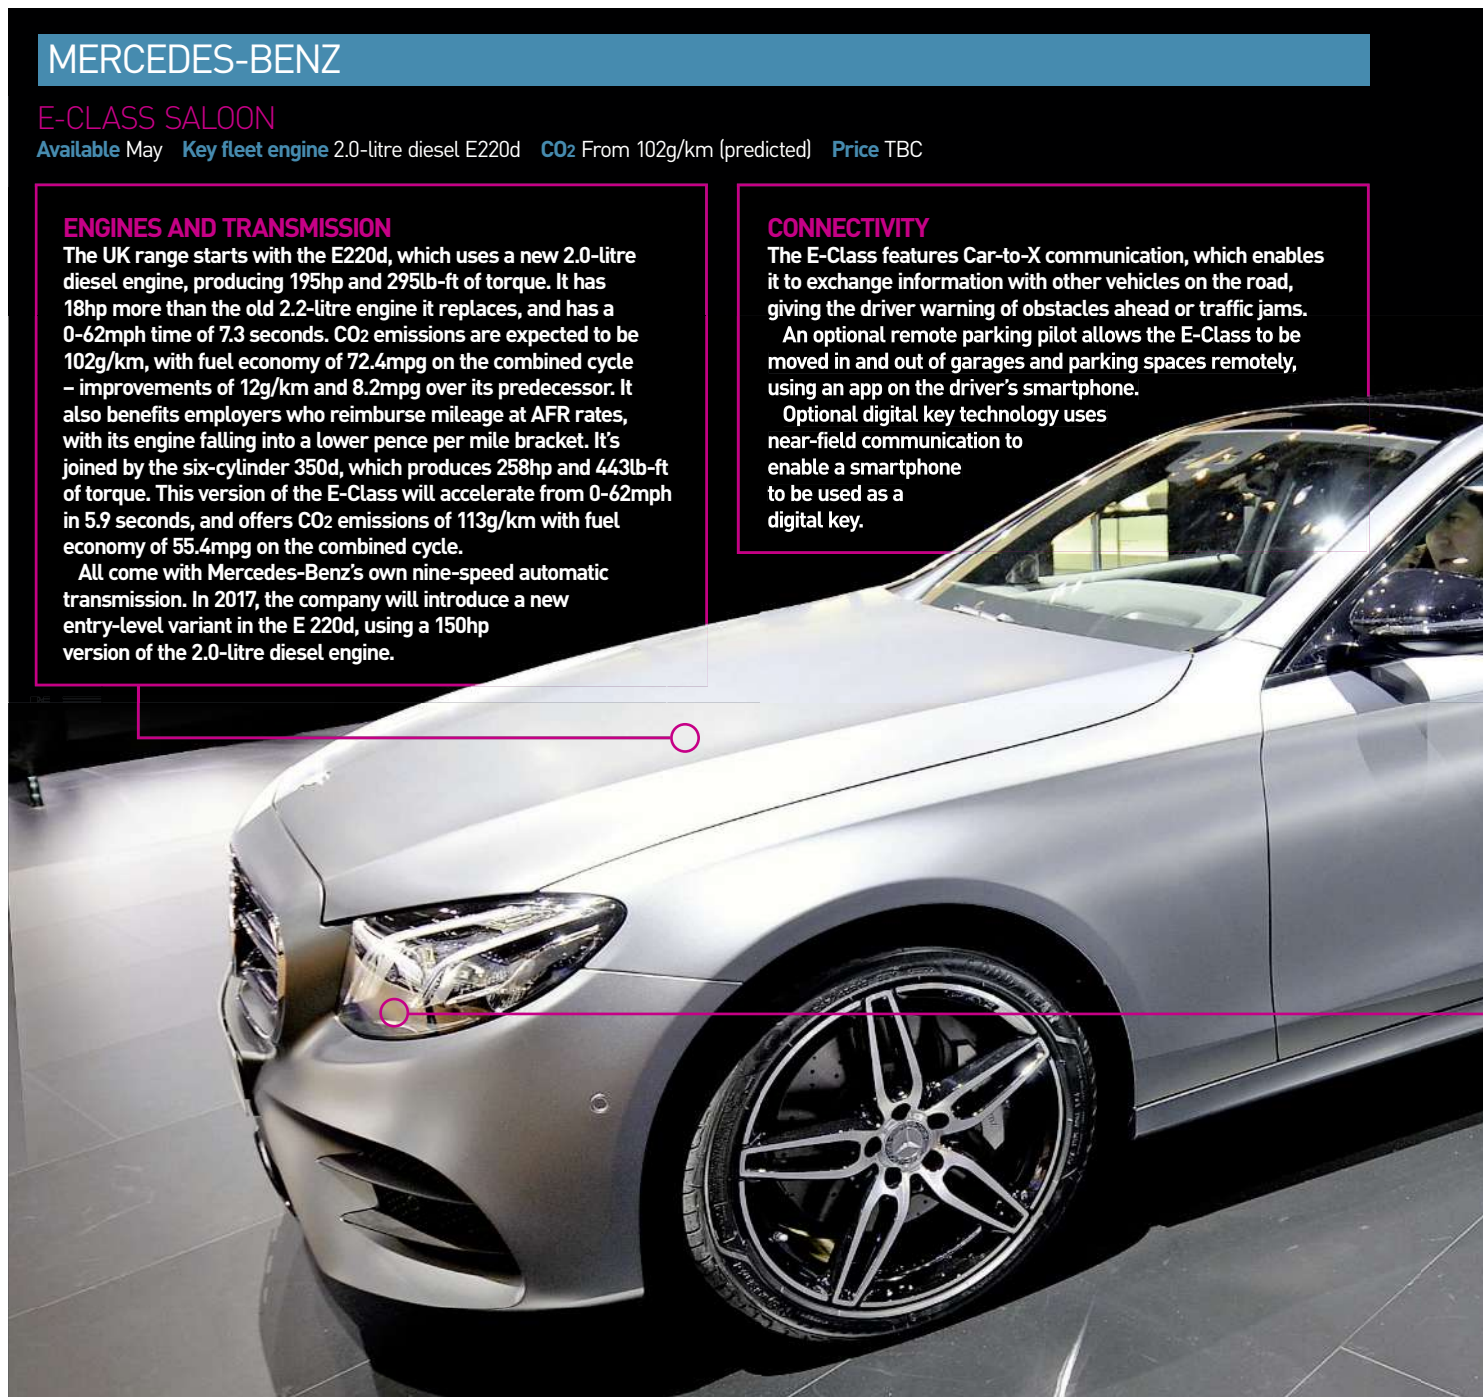 MERCEDES-BENZ
E-CLASS SALOON
Available May Key fleet engine 2.0-litre diesel E220d CO2 From 102g/km (predicted) Price TBC
ENGINES AND TRANSMISSION
The UK range starts with the E220d, which uses a new 2.0-litre
diesel engine, producing 195hp and 295lb-ft of torque. It has
18hp more than the old 2.2-litre engine it replaces, and has a
0-62mph time of 7.3 seconds. CO2 emissions are expected to be
102g/km, with fuel economy of 72.4mpg on the combined cycle
– improvements of 12g/km and 8.2mpg over its predecessor. It
also benefits employers who reimburse mileage at AFR rates,
with its engine falling into a lower pence per mile bracket. It’s
joined by the six-cylinder 350d, which produces 258hp and 443lb-ft
of torque. This version of the E-Class will accelerate from 0-62mph
in 5.9 seconds, and offers CO2 emissions of 113g/km with fuel
economy of 55.4mpg on the combined cycle.
All come with Mercedes-Benz’s own nine-speed automatic
transmission. In 2017, the company will introduce a new
entry-level variant in the E 220d, using a 150hp
version of the 2.0-litre diesel engine.
CONNECTIVITY
The E-Class features Car-to-X communication, which enables
it to exchange information with other vehicles on the road,
giving the driver warning of obstacles ahead or traffic jams.
An optional remote parking pilot allows the E-Class to be
moved in and out of garages and parking spaces remotely,
using an app on the driver’s smartphone.
Optional digital key technology uses
near-field communication to
enable a smartphone
to be used as a
digital key.